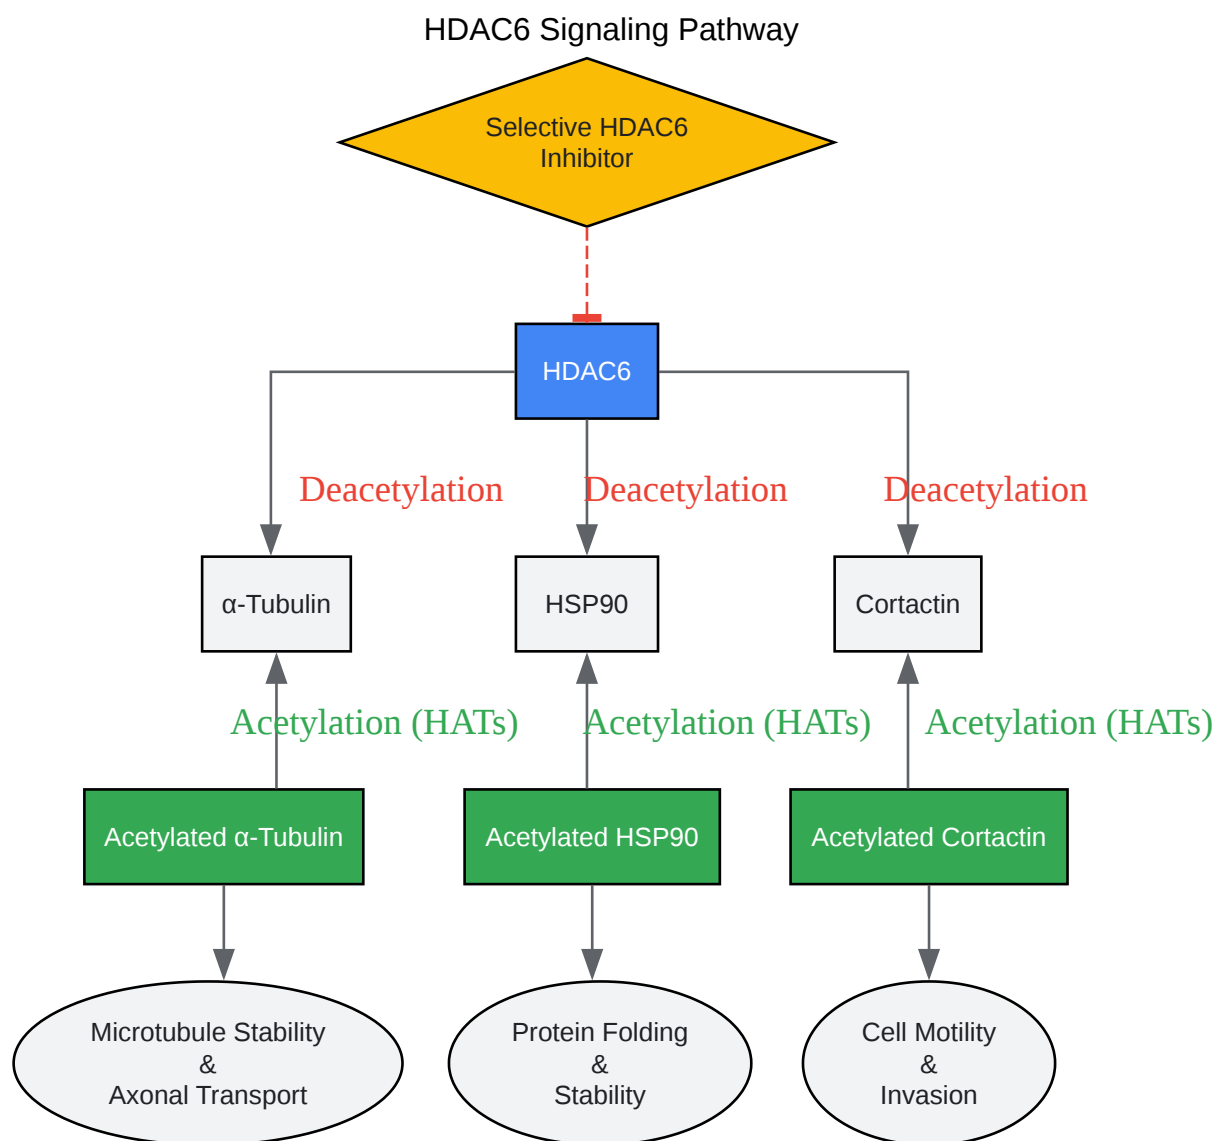 HDAC6 Signaling Pathway
Selective HDAC6
Inhibitor
HDAC6
Deacetylation
Deacetylation
Deacetylation
α-Tubulin
HSP90
Cortactin
Acetylation (HATs)
Acetylation (HATs)
Acetylation (HATs)
Acetylated α-Tubulin
Acetylated HSP90
Acetylated Cortactin
Microtubule Stability
&
Axonal Transport
Protein Folding
&
Stability
Cell Motility
&
Invasion